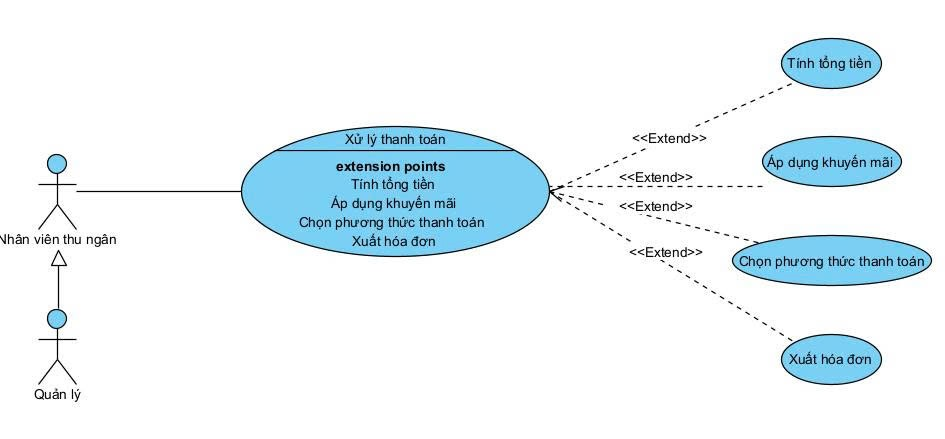 Tính tổng tiền
<<Extend>>
Xử lý thanh toán
extension points
Tính tổng tiền
Áp dụng khuyến mãi
Chọn phương thức thanh toán
Xuất hóa đơn
Áp dụng khuyến mãi
<<Extend>>
<<Extend>>
Nhân viên thu ngân
<<Extend>>
Chọn phương thức thanh toán
Xuất hóa đơn
Quản lý